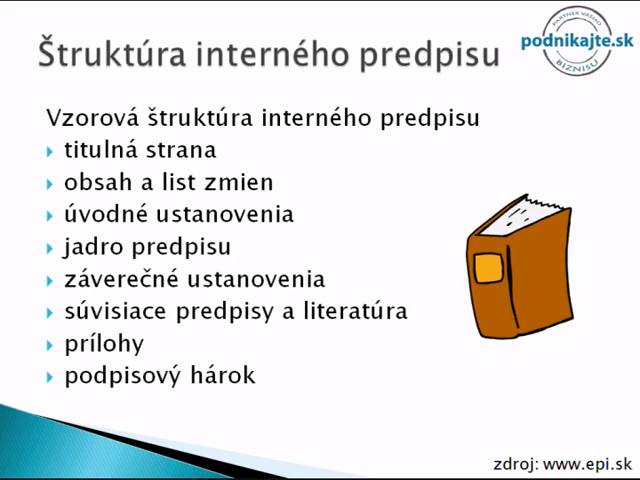 Štruktúra interného predpisu
PARTNER VÁŠHO
podnikajte.sk
BIZNISU
Vzorová štruktúra interného predpisu
titulná strana
obsah a list zmien
úvodné ustanovenia
jadro predpisu
záverečné ustanovenia
súvisiace predpisy a literatúra
prílohy
podpisový hárok
zdroj: www.epi.sk